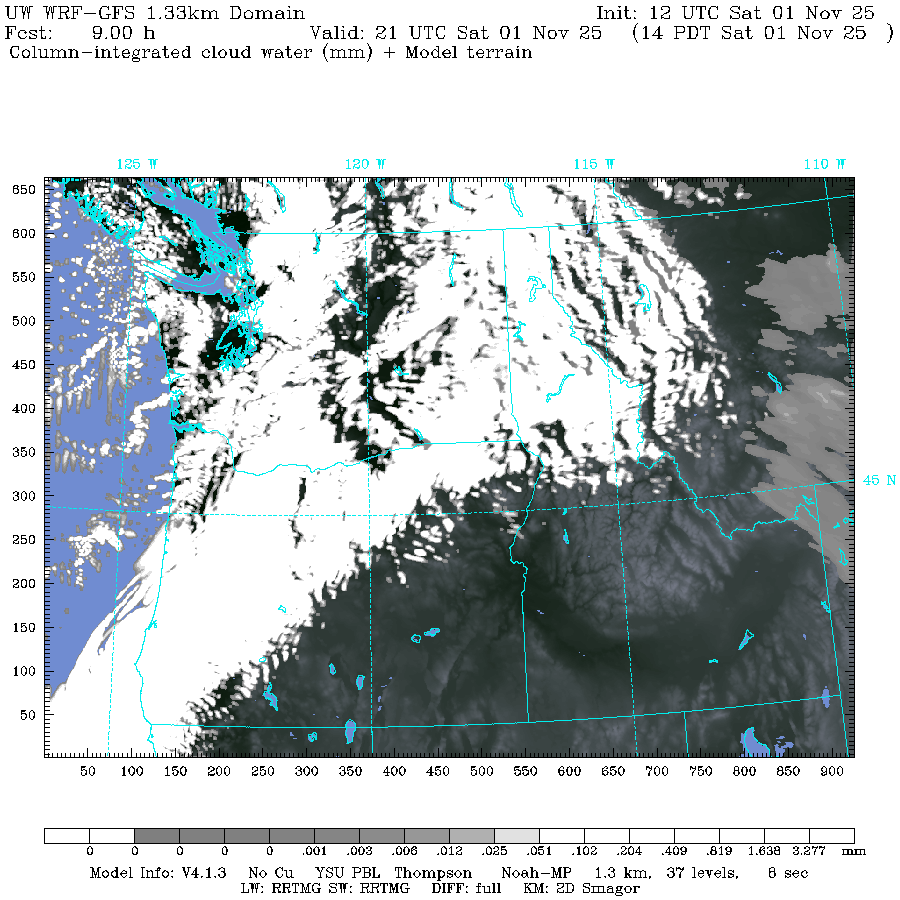 UW WRF-GFS 1.33km Domain Init: 12 UTC Sat 01 Nov 25
Fcst: 9.00 h Valid: 21 UTC Sat 01 Nov 25 (14 PDT Sat 01 Nov 25 )
Column-integrated cloud water (mm) + Model terrain
125 W 120 W 115 W 110 W
650
600
550
500
450
400
350
45 N
300
250
200
150
100
50
50 100 150 200 250 300 350 400 450 500 550 600 650 700 750 800 850 900
0 0 0 0 0 .001 .003 .006 .012 .025 .051 .102 .204 .409 .819 1.638 3.277 mm
Model Info: V4.1.3 No Cu YSU PBL Thompson Noah-MP 1.3 km, 37 levels, 8 sec
LW: RRTMG SW: RRTMG DIFF: full KM: 2D Smagor